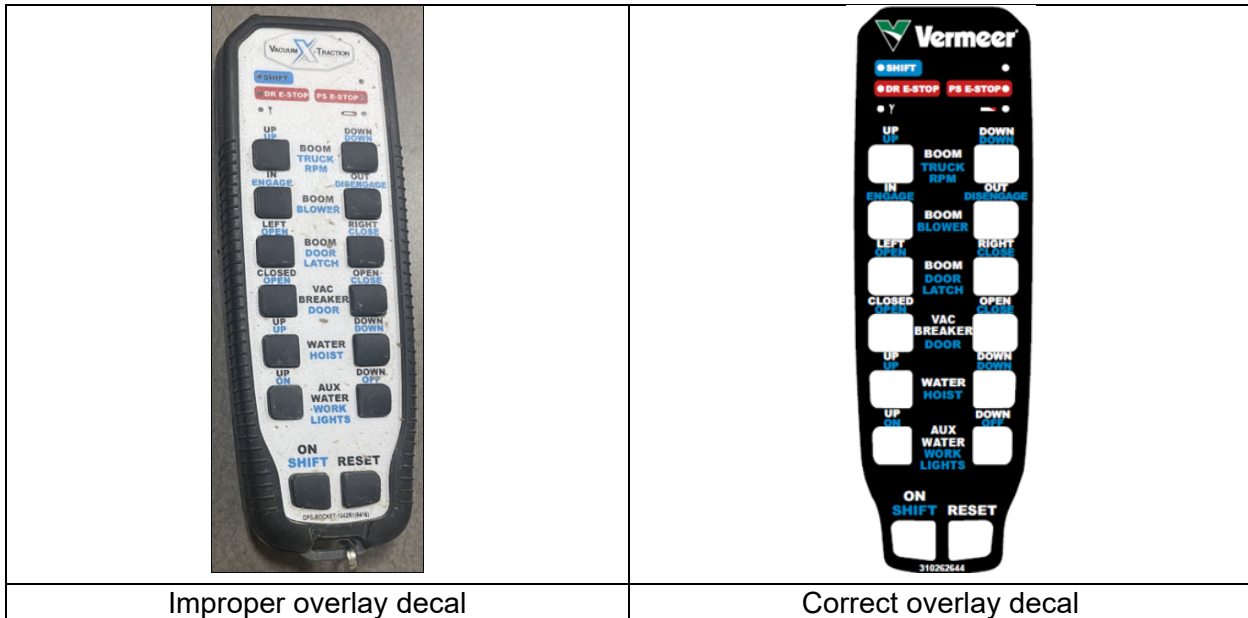 VACUUM X-TRACTION
SHIFT
DR E-STOP PS E-STOP
UP DOWN
UP DOWN
BOOM
TRUCK
RPM
IN OUT
ENGAGE DISENGAGE
BOOM
BLOWER
LEFT RIGHT
OPEN CLOSE
BOOM
DOOR
LATCH
CLOSED OPEN
OPEN CLOSE
VAC
BREAKER
DOOR
UP DOWN
UP DOWN
WATER
HOIST
UP DOWN
ON OFF
AUX
WATER
WORK
LIGHTS
ON
SHIFT RESET
Improper overlay decal
Vermeer
SHIFT
DR E-STOP PS E-STOP
UP DOWN
UP DOWN
BOOM
TRUCK
RPM
IN OUT
ENGAGE DISENGAGE
BOOM
BLOWER
LEFT RIGHT
OPEN CLOSE
BOOM
DOOR
LATCH
CLOSED OPEN
OPEN CLOSE
VAC
BREAKER
DOOR
UP DOWN
UP DOWN
WATER
HOIST
UP DOWN
ON OFF
AUX
WATER
WORK
LIGHTS
ON
SHIFT RESET
310262644
Correct overlay decal